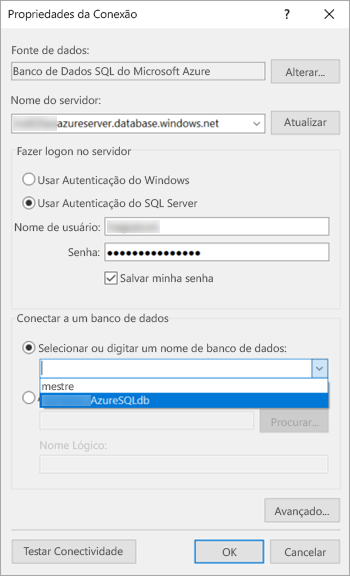 Propriedades da Conexão ? ×
Fonte de dados:
Banco de Dados SQL do Microsoft Azure
Alterar...
Nome do servidor:
azureserver.database.windows.net
Atualizar
Fazer logon no servidor
Usar Autenticação do Windows
Usar Autenticação do SQL Server
Nome de usuário:
Senha: ●●●●●●●●●●●●●●●
Salvar minha senha
Conectar a um banco de dados
Selecionar ou digitar um nome de banco de dados:
mestre
AzureSQLdb
Procurar...
Nome Lógico:
Avançado...
Testar Conectividade
OK
Cancelar